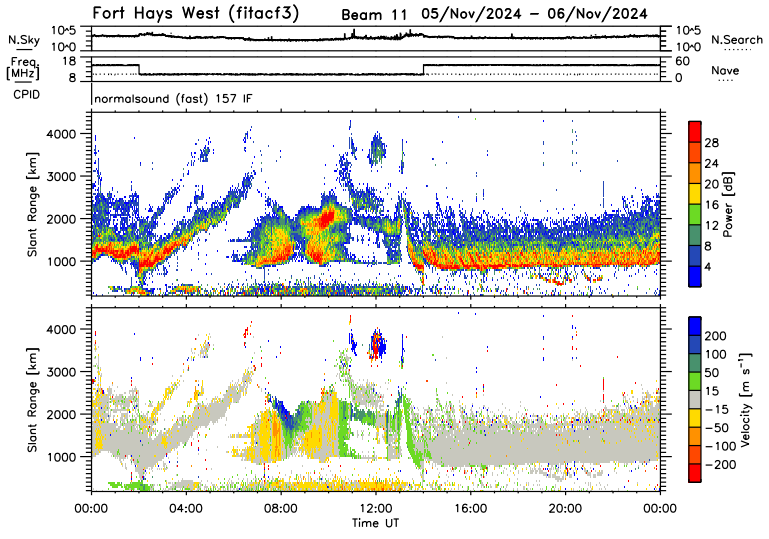 Fort Hays West (fitacf3) Beam 11 05/Nov/2024 - 06/Nov/2024
N.Sky 10^5 10^0 10^5 10^0 N.Search
Freq. [MHz] 18 8 60 0 Nave
CPID normalsound (fast) 157 IF
Slant Range [km]
4000
3000
2000
1000
28
24
20
16
12
8
4
Power [dB]
Slant Range [km]
4000
3000
2000
1000
200
100
50
15
-15
-50
-100
-200
Velocity [m s^-1]
00:00 04:00 08:00 12:00 16:00 20:00 00:00
Time UT